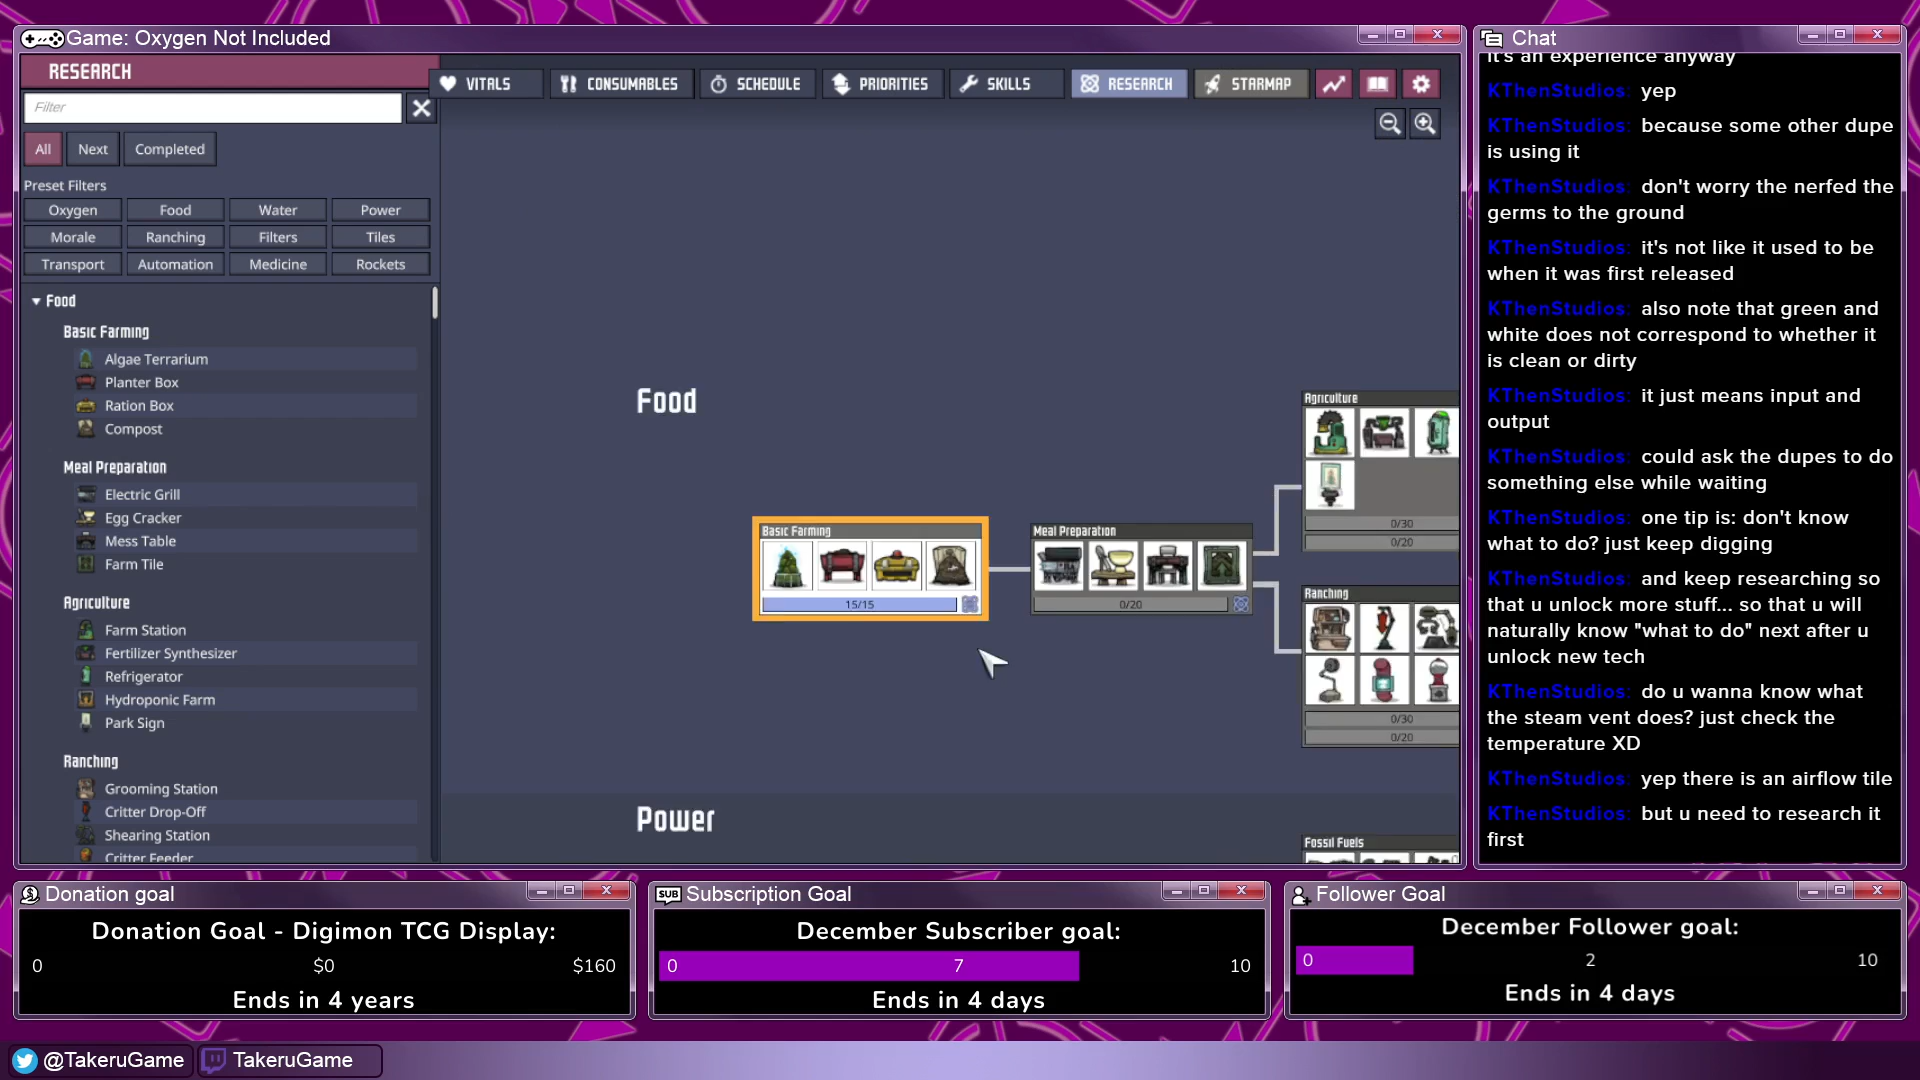 Game: Oxygen Not Included
RESEARCH
VITALS
CONSUMABLES
SCHEDULE
PRIORITIES
SKILLS
RESEARCH
STARMAP
Filter
All
Next
Completed
Preset Filters
Oxygen
Food
Water
Power
Morale
Ranching
Filters
Tiles
Transport
Automation
Medicine
Rockets
Food
Basic Farming
Algae Terrarium
Planter Box
Ration Box
Compost
Meal Preparation
Electric Grill
Egg Cracker
Mess Table
Farm Tile
Agriculture
Farm Station
Fertilizer Synthesizer
Refrigerator
Hydroponic Farm
Park Sign
Ranching
Grooming Station
Critter Drop-Off
Shearing Station
Critter Feeder
Food
Basic Farming
15/15
Meal Preparation
0/20
Agriculture
0/30
0/20
Ranching
0/30
0/20
Power
Fossil Fuels
Chat
it's an experience anyway
KThenStudios: yep
KThenStudios: because some other dupe
is using it
KThenStudios: don't worry the nerfed the
germs to the ground
KThenStudios: it's not like it used to be
when it was first released
KThenStudios: also note that green and
white does not correspond to whether it
is clean or dirty
KThenStudios: it just means input and
output
KThenStudios: could ask the dupes to do
something else while waiting
KThenStudios: one tip is: don't know
what to do? just keep digging
KThenStudios: and keep researching so
that u unlock more stuff... so that u will
naturally know "what to do" next after u
unlock new tech
KThenStudios: do u wanna know what
the steam vent does? just check the
temperature XD
KThenStudios: yep there is an airflow tile
KThenStudios: but u need to research it
first
Donation goal
Donation Goal - Digimon TCG Display:
0 $0 $160
Ends in 4 years
SUB Subscription Goal
December Subscriber goal:
0 7 10
Ends in 4 days
Follower Goal
December Follower goal:
0 2 10
Ends in 4 days
@TakeruGame
TakeruGame